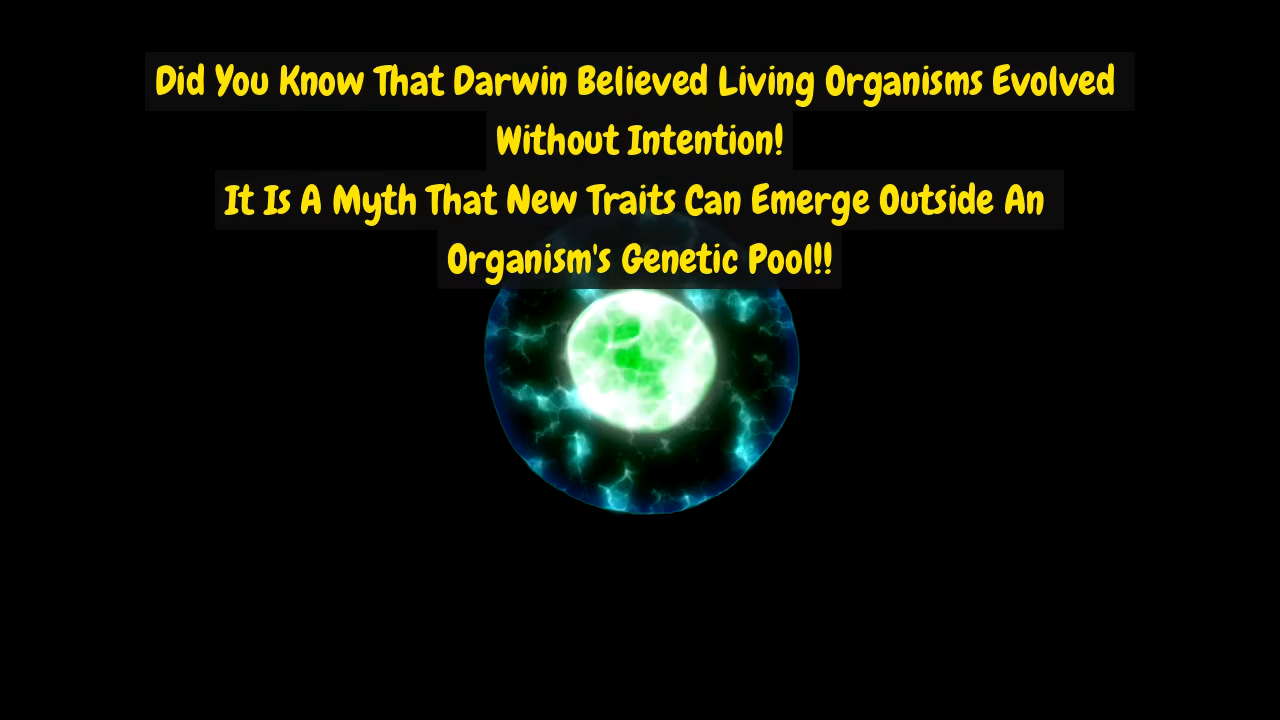 Did You Know That Darwin Believed Living Organisms Evolved
Without Intention!
It Is A Myth That New Traits Can Emerge Outside An
Organism's Genetic Pool!!